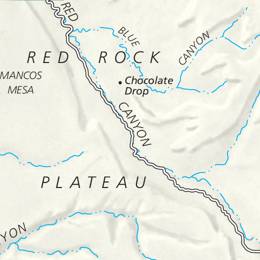 RED
BLUE
CANYON
RED ROCK
MANCOS
MESA
Chocolate
Drop
CANYON
PLATEAU
YON